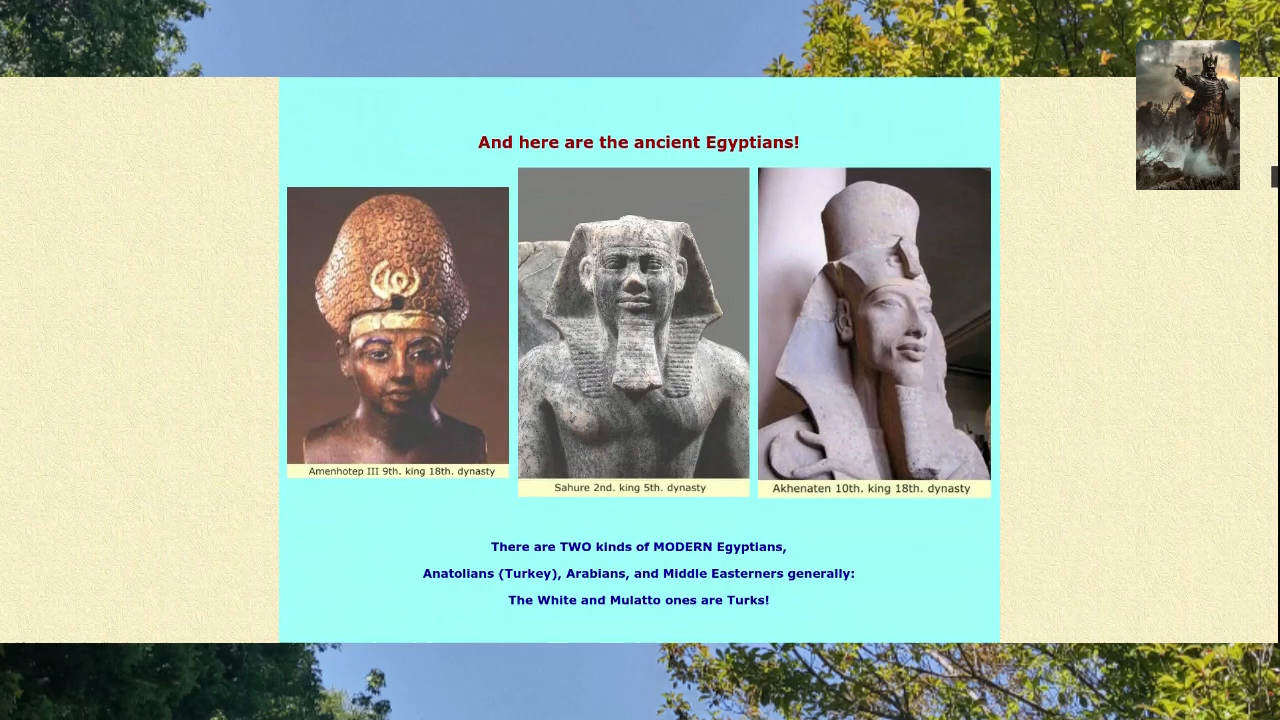 And here are the ancient Egyptians!
Amenhotep III 9th. king 18th. dynasty
Sahure 2nd. king 5th. dynasty
Akhenaten 10th. king 18th. dynasty
There are TWO kinds of MODERN Egyptians,
Anatolians (Turkey), Arabians, and Middle Easterners generally:
The White and Mulatto ones are Turks!